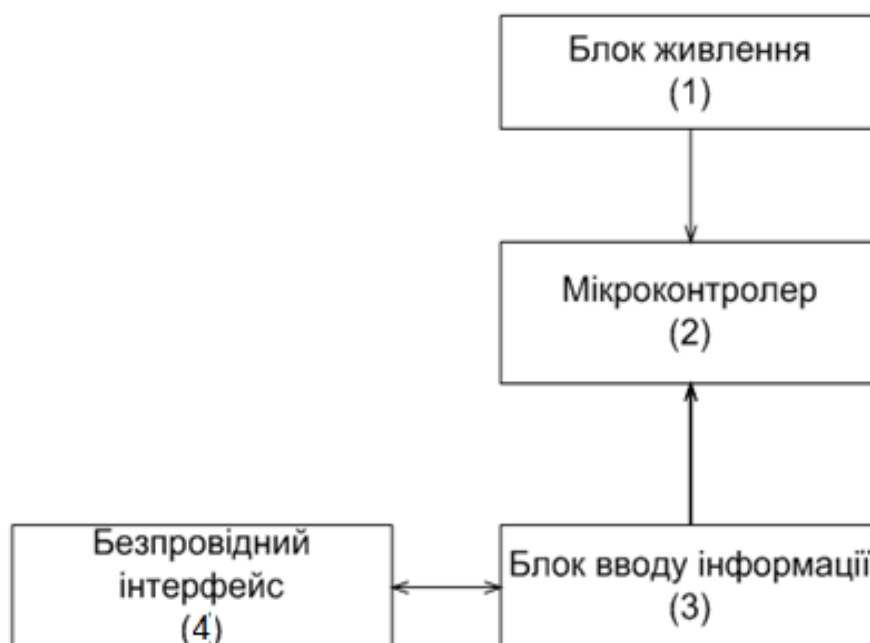 Блок живлення
(1)
Мікроконтролер
(2)
Безпровідний
інтерфейс
(4)
Блок вводу інформації
(3)